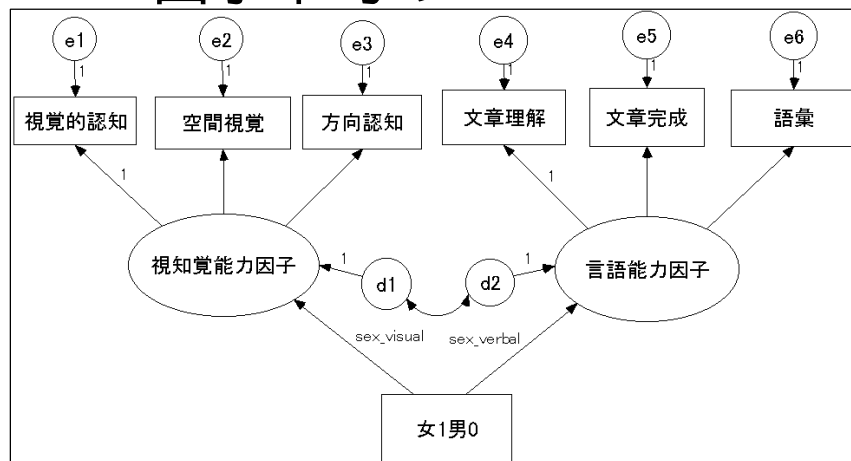 e1 e2 e3 e4 e5 e6
1 1 1 1 1 1
視覚的認知 空間視覚 方向認知 文章理解 文章完成 語彙
1 1
視知覚能力因子 1 d1 d2 1 言語能力因子
sex_visual sex_verbal
女1男0